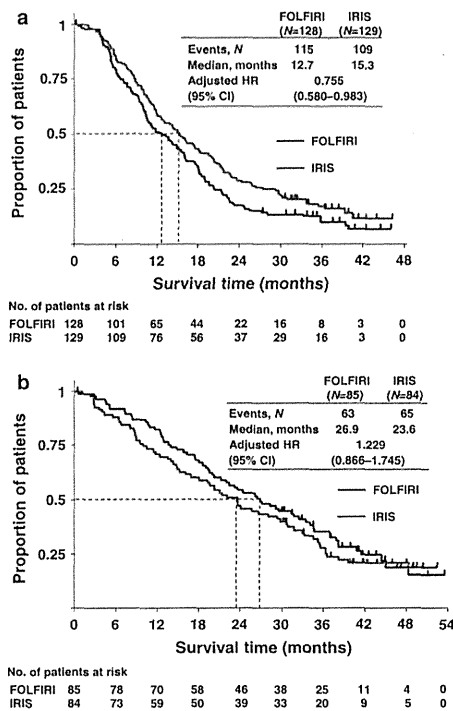 a
FOLFIRI IRIS
(N=128) (N=129)
Events, N 115 109
Median, months 12.7 15.3
Adjusted HR 0.755
(95% CI) (0.580–0.983)
FOLFIRI
IRIS
Proportion of patients
1
0.75
0.5
0.25
0 6 12 18 24 30 36 42 48
Survival time (months)
No. of patients at risk
FOLFIRI 128 101 65 44 22 16 8 3 0
IRIS 129 109 76 56 37 29 16 3 0
b
FOLFIRI IRIS
(N=85) (N=84)
Events, N 63 65
Median, months 26.9 23.6
Adjusted HR 1.229
(95% CI) (0.866–1.745)
FOLFIRI
IRIS
Proportion of patients
1
0.75
0.5
0.25
0 6 12 18 24 30 36 42 48 54
Survival time (months)
No. of patients at risk
FOLFIRI 85 78 70 58 46 38 25 11 4 0
IRIS 84 73 59 50 39 33 20 9 5 0